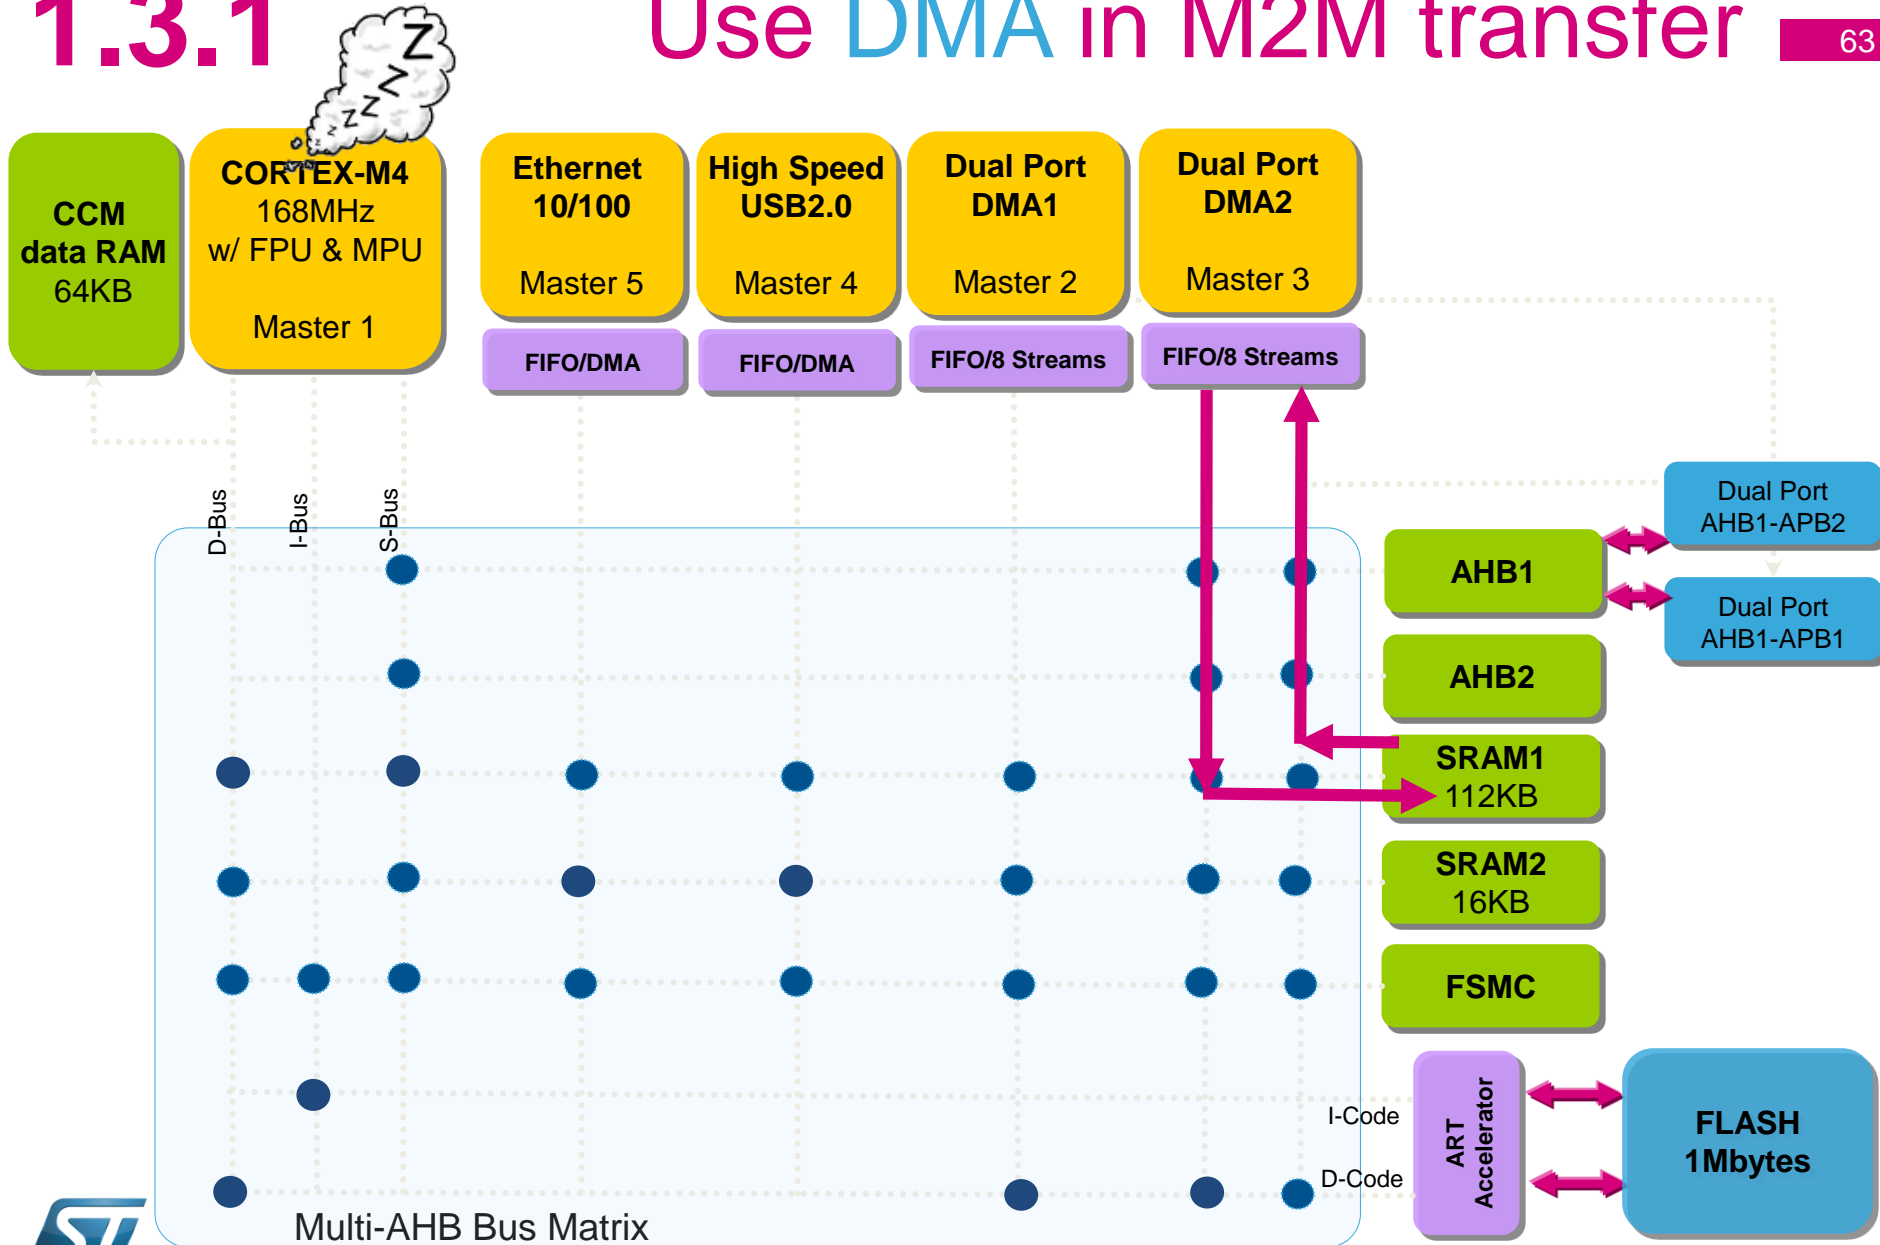 1.3.1
Use DMA in M2M transfer
63
z z Z Z Z
CCM
data RAM
64KB
CORTEX-M4
168MHz
w/ FPU & MPU
Master 1
Ethernet
10/100
Master 5
High Speed
USB2.0
Master 4
Dual Port
DMA1
Master 2
Dual Port
DMA2
Master 3
FIFO/DMA
FIFO/DMA
FIFO/8 Streams
FIFO/8 Streams
D-Bus
I-Bus
S-Bus
Dual Port
AHB1-APB2
AHB1
Dual Port
AHB1-APB1
AHB2
SRAM1
112KB
SRAM2
16KB
FSMC
I-Code
D-Code
ART
Accelerator
FLASH
1Mbytes
Multi-AHB Bus Matrix
ST